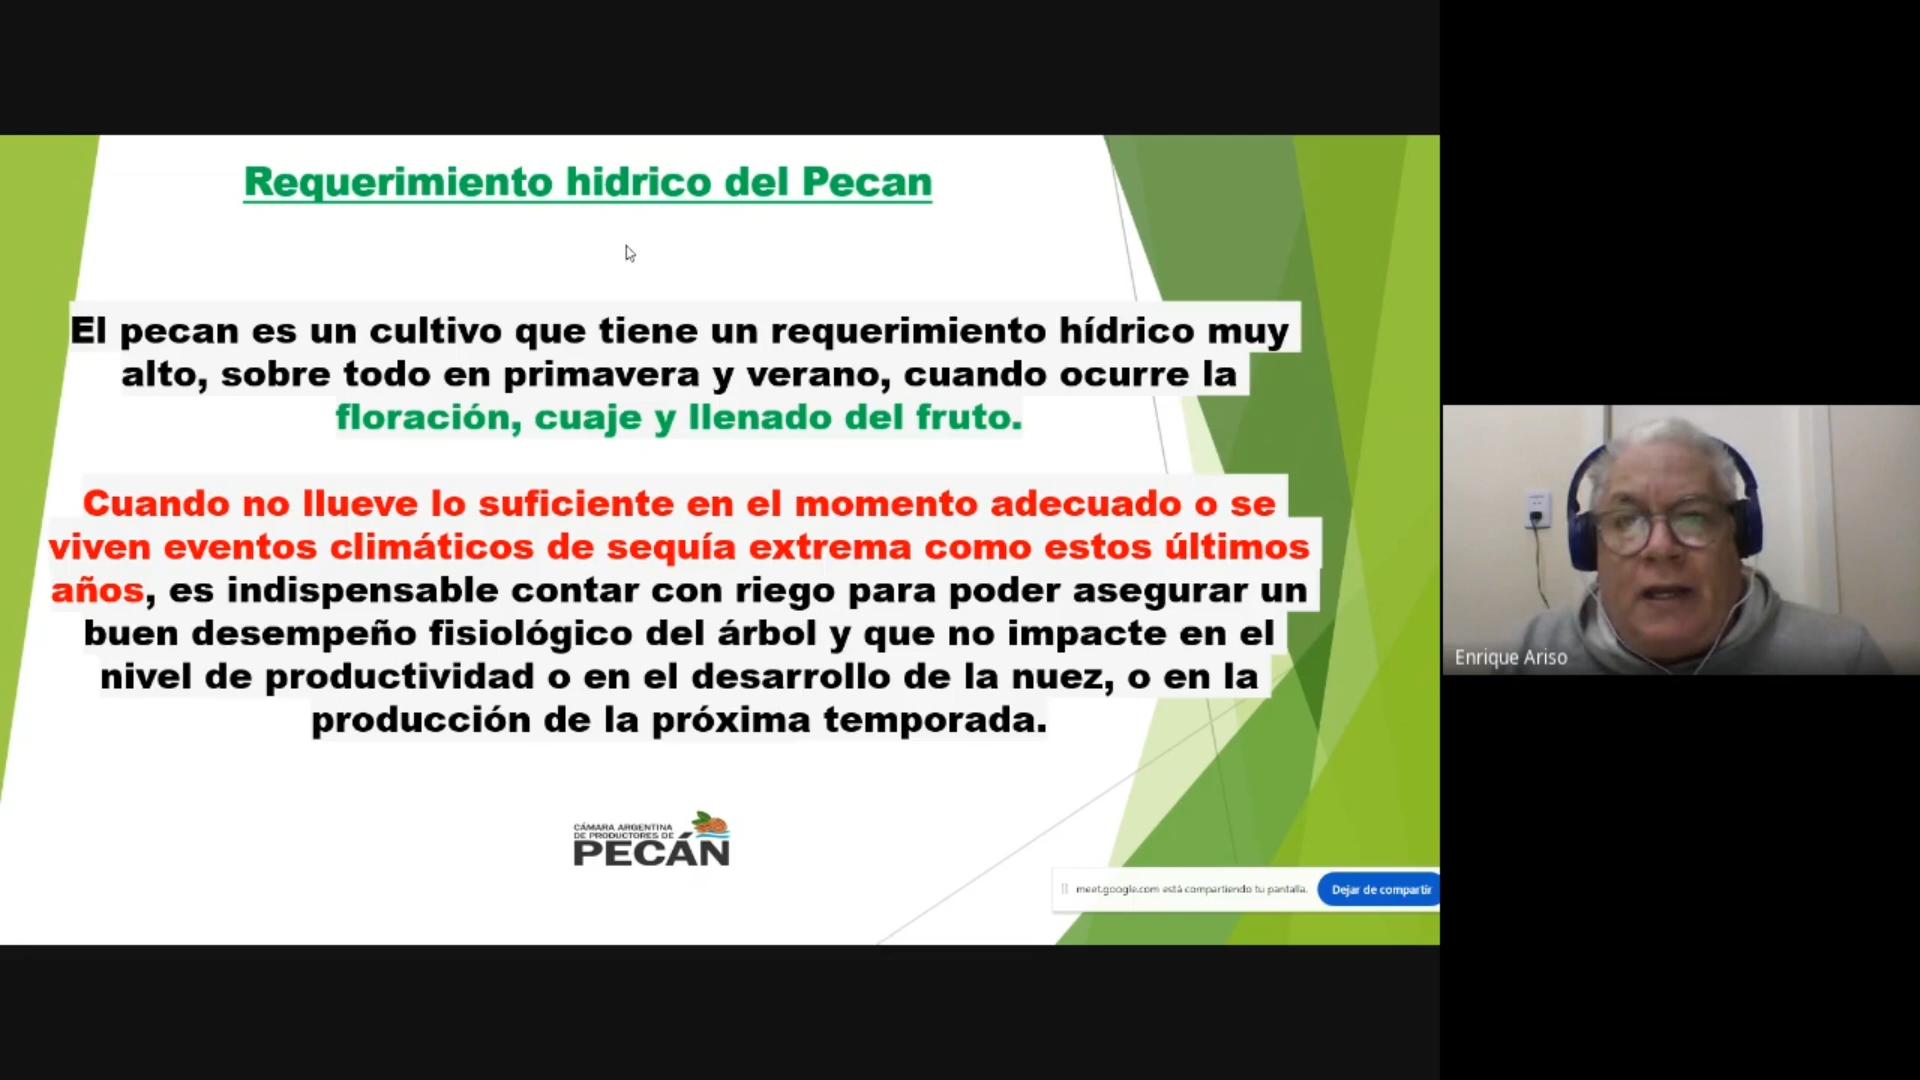 Requerimiento hidrico del Pecan
El pecan es un cultivo que tiene un requerimiento hídrico muy
alto, sobre todo en primavera y verano, cuando ocurre la
floración, cuaje y llenado del fruto.
Cuando no llueve lo suficiente en el momento adecuado o se
viven eventos climáticos de sequía extrema como estos últimos
años, es indispensable contar con riego para poder asegurar un
buen desempeño fisiológico del árbol y que no impacte en el
nivel de productividad o en el desarrollo de la nuez, o en la
producción de la próxima temporada.
CÁMARA ARGENTINA
DE PRODUCTORES DE
PECÁN
meet.google.com está compartiendo tu pantalla.
Dejar de compartir
Enrique Ariso